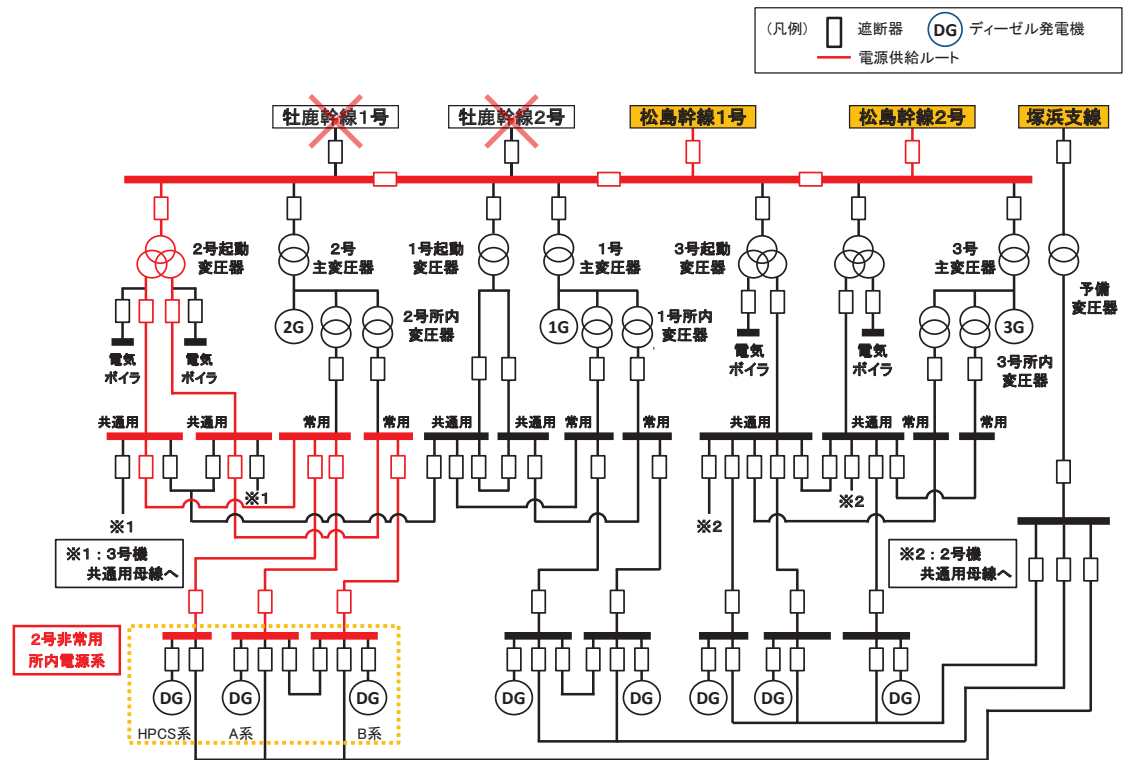 (凡例)
遮断器
DG
ディーゼル発電機
電源供給ルート
牡鹿幹線1号
牡鹿幹線2号
松島幹線1号
松島幹線2号
塚浜支線
2号起動
変圧器
2号
主変圧器
1号起動
変圧器
1号
主変圧器
3号起動
変圧器
3号
主変圧器
予備
変圧器
2G
2号所内
変圧器
1G
1号所内
変圧器
3G
3号所内
変圧器
電気
ボイラ
電気
ボイラ
電気
ボイラ
電気
ボイラ
共通用
共通用
常用
常用
共通用
共通用
常用
常用
共通用
共通用
常用
常用
※1
※1
※2
※2
※1:3号機
共通用母線へ
※2:2号機
共通用母線へ
2号非常用
所内電源系
DG
DG
DG
DG
DG
DG
DG
DG
HPCS系
A系
B系